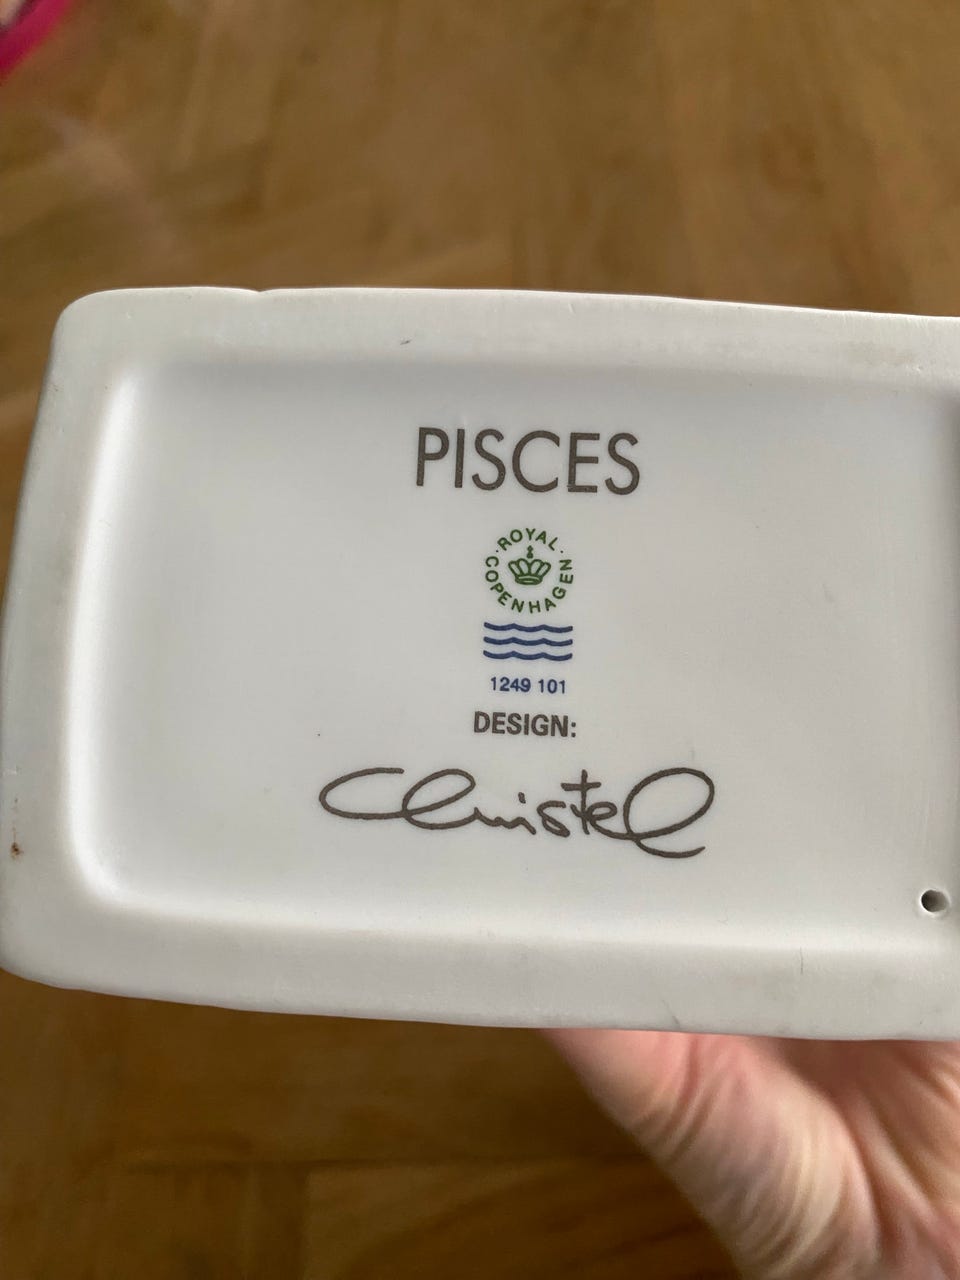 PISCES
ROYAL
COPENHAGEN
1249 101
DESIGN:
Christel